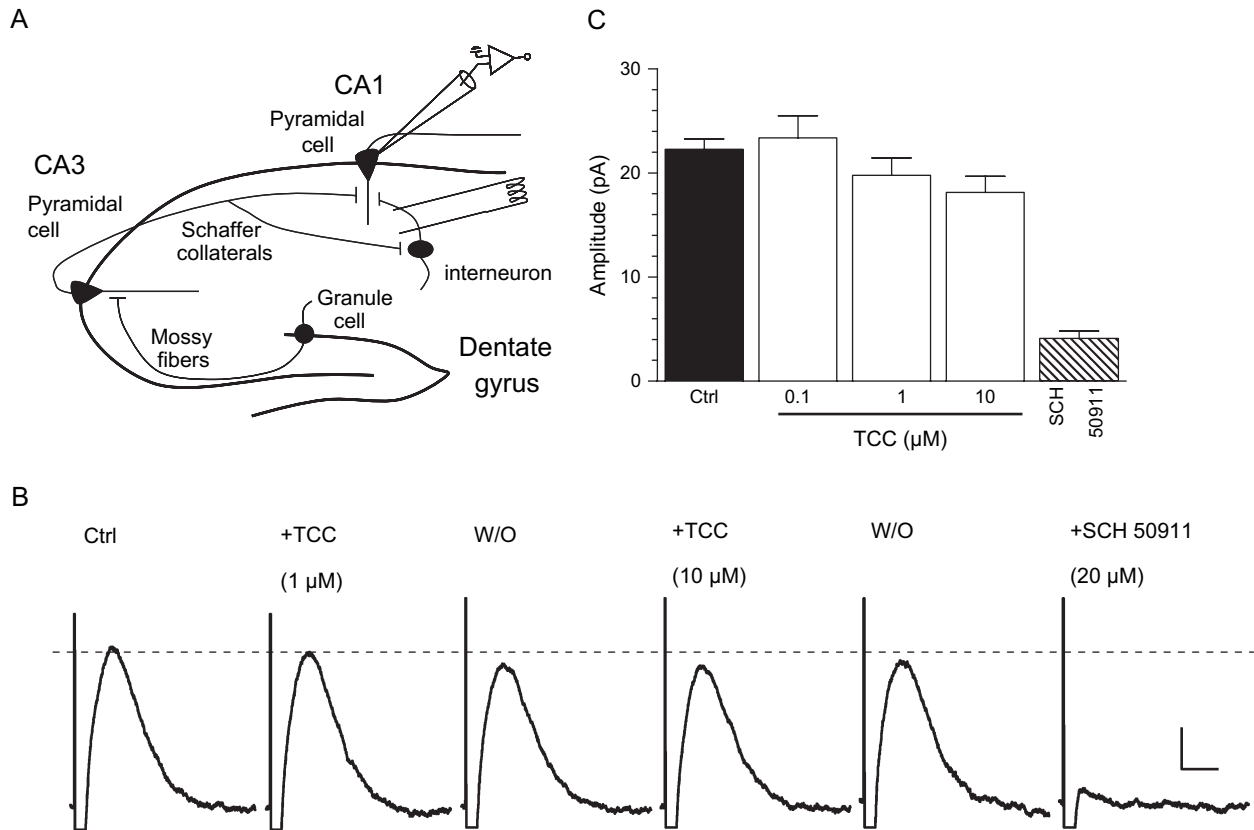 A
CA1
Pyramidal
cell
CA3
Pyramidal
cell
Schaffer
collaterals
interneuron
Granule
cell
Mossy
fibers
Dentate
gyrus
C
Amplitude (pA)
30
20
10
0
Ctrl
0.1
1
10
TCC (µM)
SCH
50911
B
Ctrl
+TCC
(1 µM)
W/O
+TCC
(10 µM)
W/O
+SCH 50911
(20 µM)